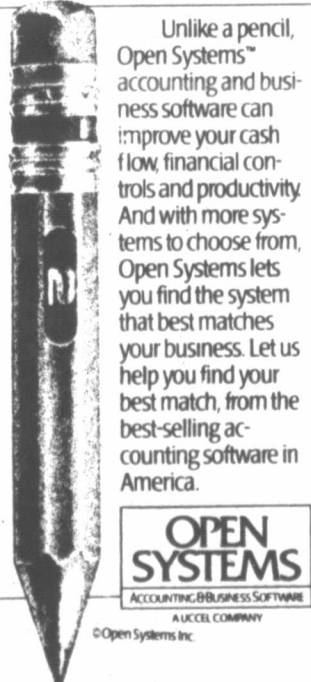 Unlike a pencil,
Open Systems™
accounting and busi-
ness software can
improve your cash
flow, financial con-
trols and productivity.
And with more sys-
tems to choose from,
Open Systems lets
you find the system
that best matches
your business. Let us
help you find your
best match, from the
best-selling ac-
counting software in
America.
2
OPEN
SYSTEMS
ACCOUNTING & BUSINESS SOFTWARE
A UCCEL COMPANY
©Open Systems Inc.